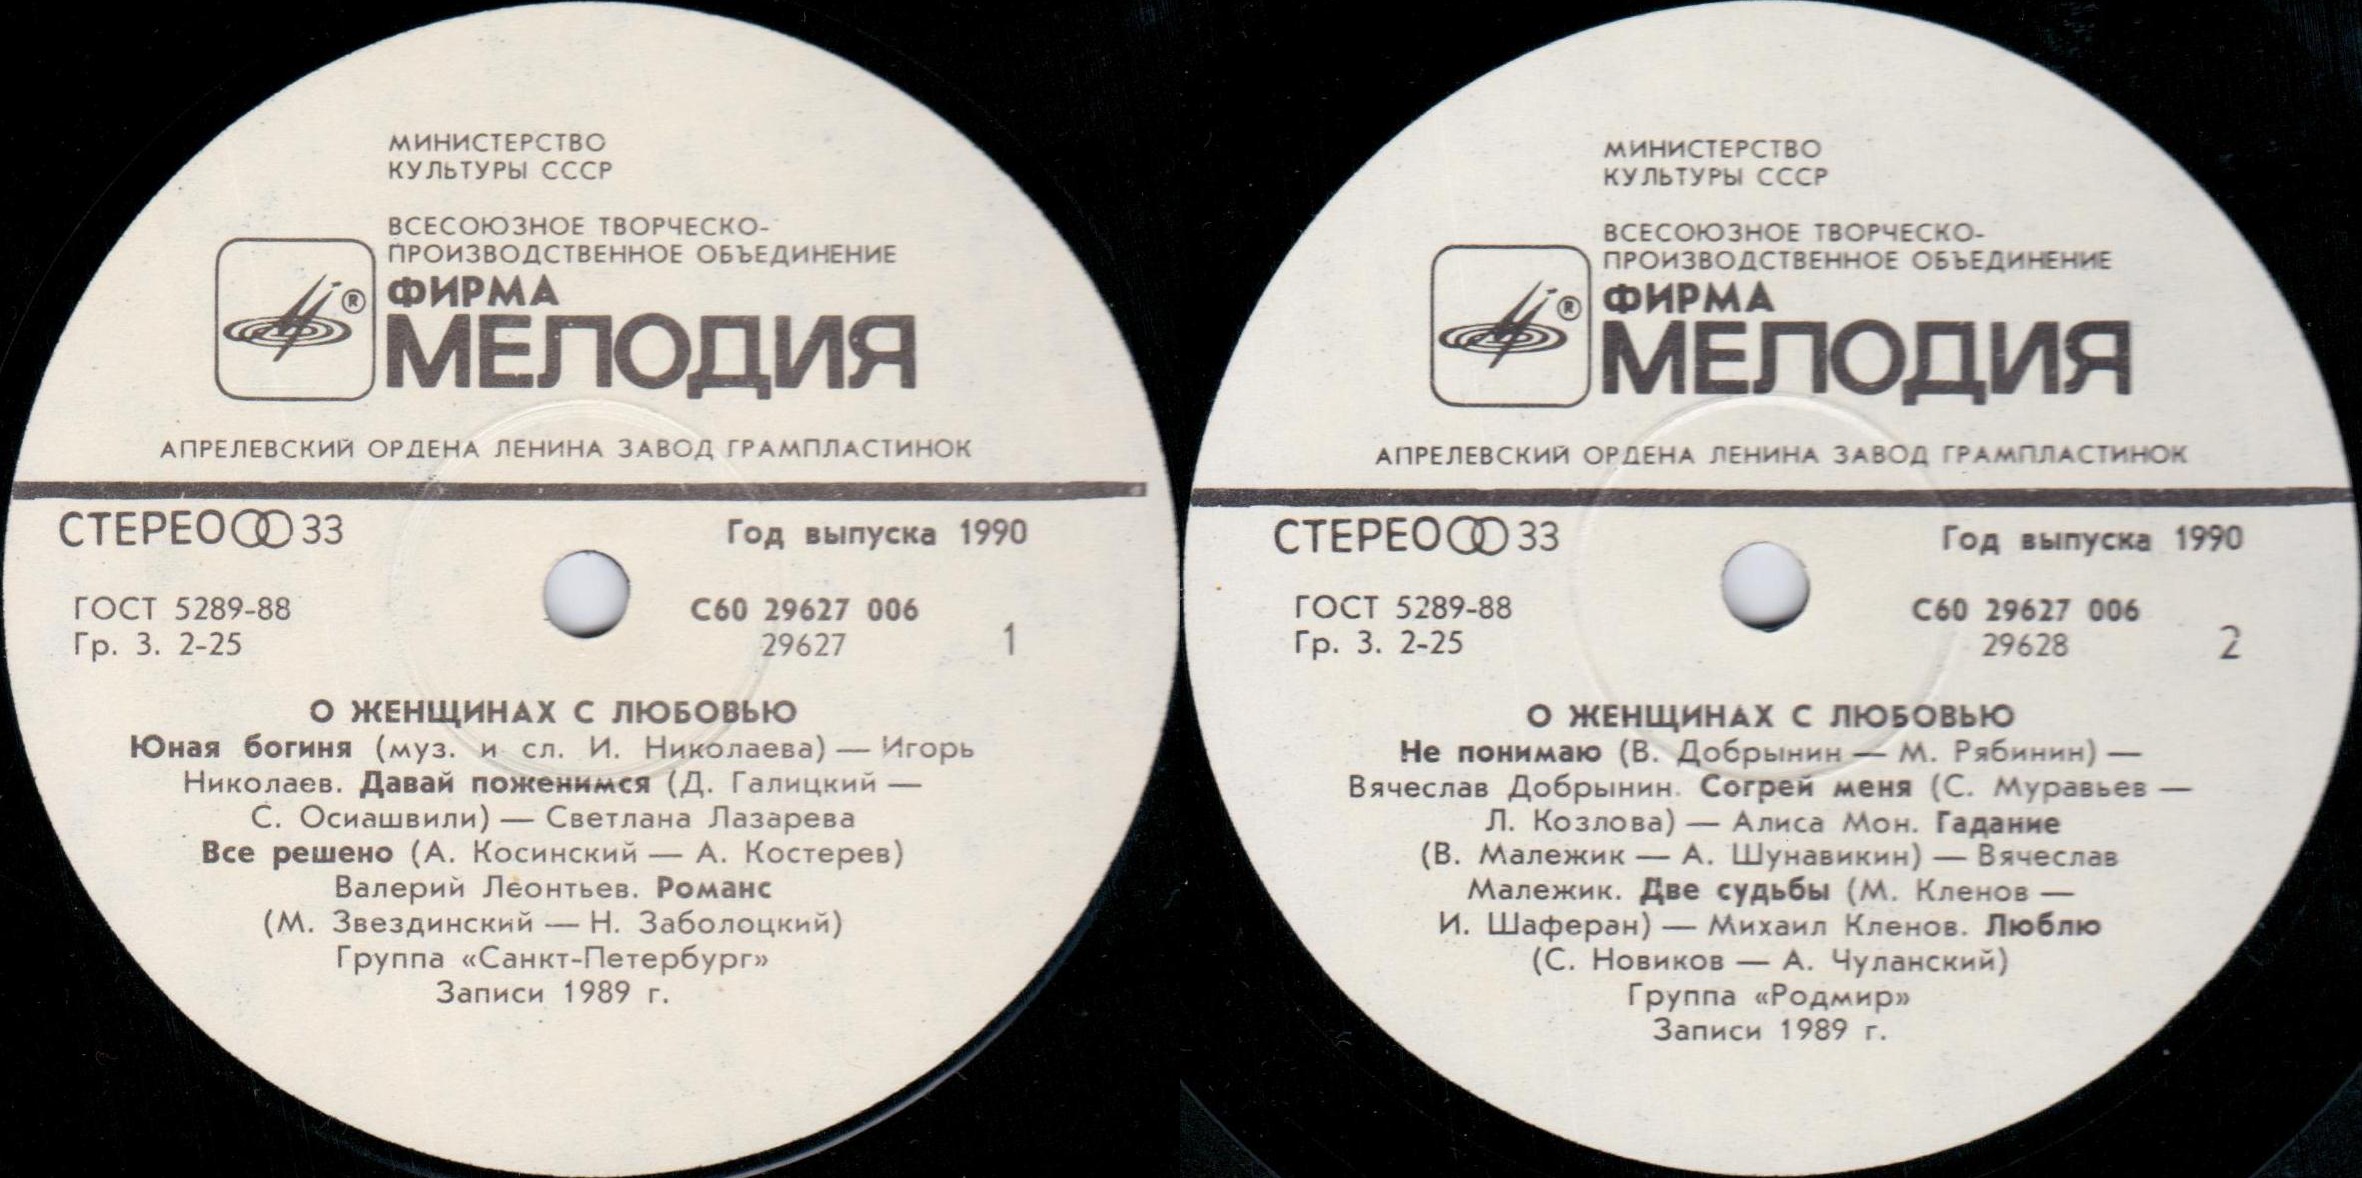 МИНИСТЕРСТВО
КУЛЬТУРЫ СССР
ВСЕСОЮЗНОЕ ТВОРЧЕСКО-
ПРОИЗВОДСТВЕННОЕ ОБЪЕДИНЕНИЕ
ФИРМА
®
МЕЛОДИЯ
АПРЕЛЕВСКИЙ ОРДЕНА ЛЕНИНА ЗАВОД ГРАМПЛАСТИНОК
СТЕРЕО 33
Год выпуска 1990
ГОСТ 5289-88
Гр. 3. 2-25
С60 29627 006
29627
1
О ЖЕНЩИНАХ С ЛЮБОВЬЮ
Юная богиня (муз. и сл. И. Николаева) — Игорь
Николаев. Давай поженимся (Д. Галицкий —
С. Осиашвили) — Светлана Лазарева
Все решено (А. Косинский — А. Костерев)
Валерий Леонтьев. Романс
(М. Звездинский — Н. Заболоцкий)
Группа «Санкт-Петербург»
Записи 1989 г.
МИНИСТЕРСТВО
КУЛЬТУРЫ СССР
ВСЕСОЮЗНОЕ ТВОРЧЕСКО-
ПРОИЗВОДСТВЕННОЕ ОБЪЕДИНЕНИЕ
ФИРМА
®
МЕЛОДИЯ
АПРЕЛЕВСКИЙ ОРДЕНА ЛЕНИНА ЗАВОД ГРАМПЛАСТИНОК
СТЕРЕО 33
Год выпуска 1990
ГОСТ 5289-88
Гр. 3. 2-25
С60 29627 006
29628
2
О ЖЕНЩИНАХ С ЛЮБОВЬЮ
Не понимаю (В. Добрынин — М. Рябинин) —
Вячеслав Добрынин. Согрей меня (С. Муравьев —
Л. Козлова) — Алиса Мон. Гадание
(В. Малежик — А. Шунавикин) — Вячеслав
Малежик. Две судьбы (М. Кленов —
И. Шаферан) — Михаил Кленов. Люблю
(С. Новиков — А. Чуланский)
Группа «Родмир»
Записи 1989 г.